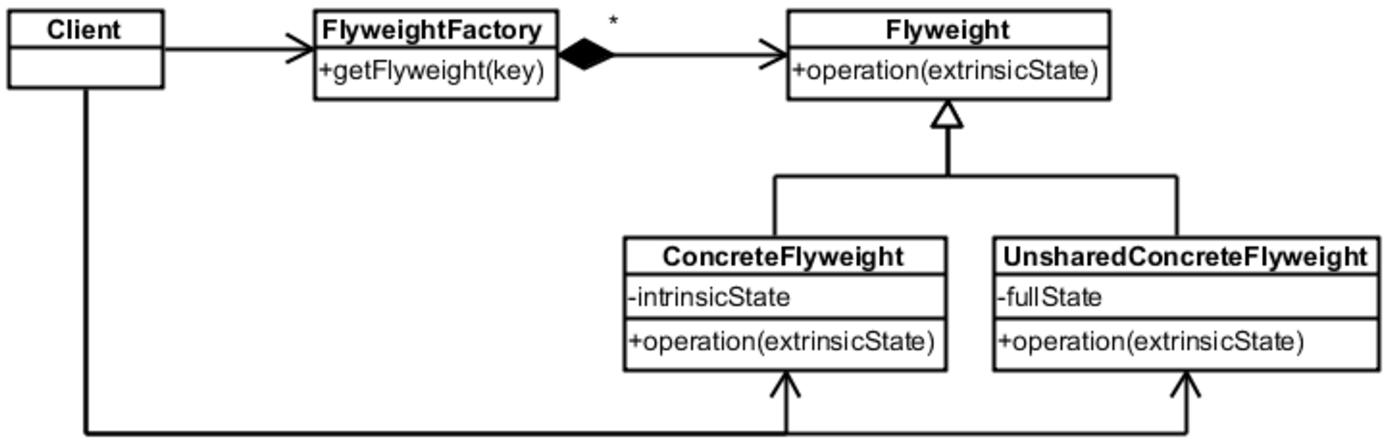 Client
FlyweightFactory
+getFlyweight(key)
*
Flyweight
+operation(extrinsicState)
ConcreteFlyweight
-intrinsicState
+operation(extrinsicState)
UnsharedConcreteFlyweight
-fullState
+operation(extrinsicState)